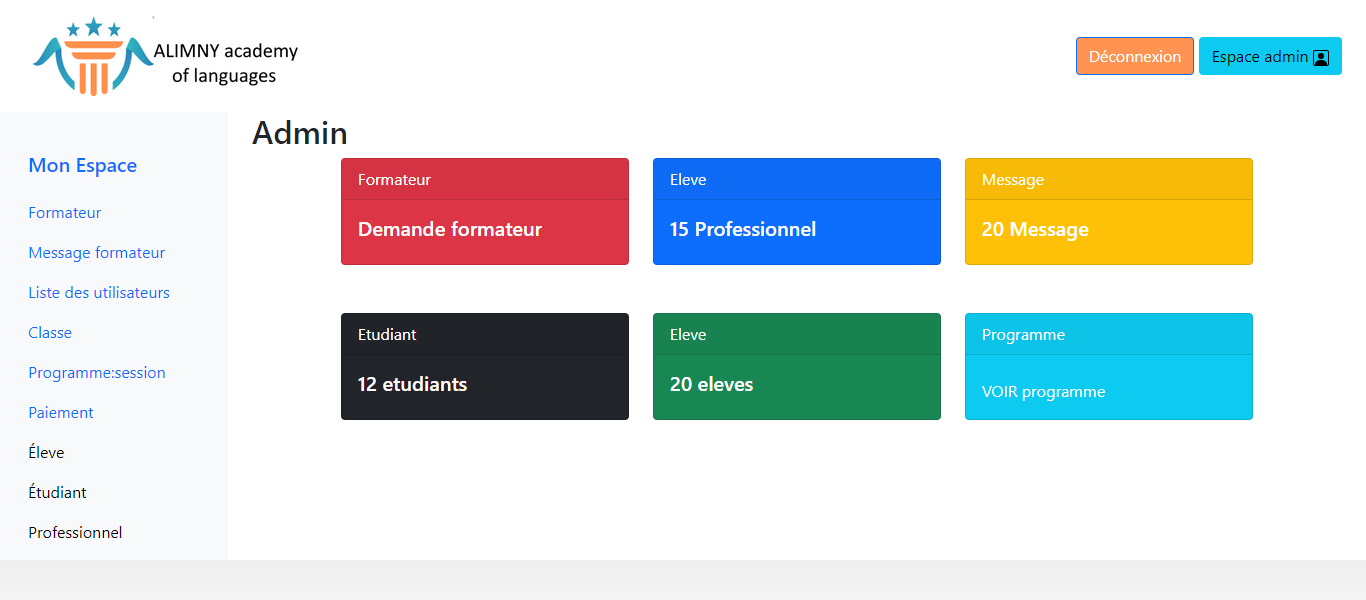 ALIMNY academy
of languages
Déconnexion
Espace admin
Mon Espace
Formateur
Message formateur
Liste des utilisateurs
Classe
Programme:session
Paiement
Éleve
Étudiant
Professionnel
Admin
Formateur
Demande formateur
Eleve
15 Professionnel
Message
20 Message
Etudiant
12 etudiants
Eleve
20 eleves
Programme
VOIR programme